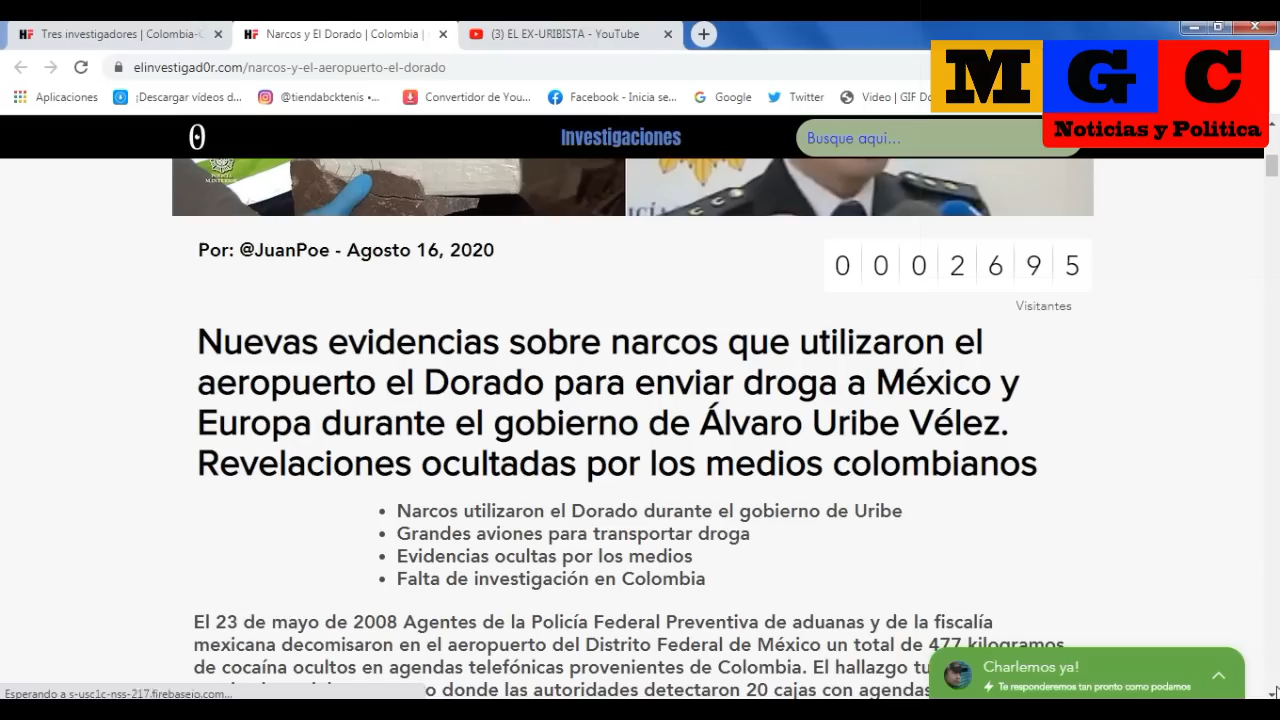 Tres investigadores | Colombia-
Narcos y El Dorado | Colombia |
K-URIBISTA - YouTube
elinvestigad0r.com/narcos-y-el-aeropuerto-el-dorado
Aplicaciones
¡Descargar vídeos d...
@tiendabcktenis •...
Convertidor de You...
Facebook - Inicia se...
Google
Twitter
Video | GIF Do
M G C
Noticias y Politica
0
Investigaciones
Busque aqui...
Por: @JuanPoe - Agosto 16, 2020
0 0 0 2 6 9 5
Visitantes
Nuevas evidencias sobre narcos que utilizaron el
aeropuerto el Dorado para enviar droga a México y
Europa durante el gobierno de Álvaro Uribe Vélez.
Revelaciones ocultadas por los medios colombianos
• Narcos utilizaron el Dorado durante el gobierno de Uribe
• Grandes aviones para transportar droga
• Evidencias ocultas por los medios
• Falta de investigación en Colombia
El 23 de mayo de 2008 Agentes de la Policía Federal Preventiva de aduanas y de la fiscalía
mexicana decomisaron en el aeropuerto del Distrito Federal de México un total de 477 kilogramos
de cocaína ocultos en agendas telefónicas provenientes de Colombia. El hallazgo tu
o donde las autoridades detectaron 20 cajas con agendas
Charlemos ya!
Te responderemos tan pronto como podamos
Esperando a s-usc1c-nss-217.firebaseio.com...